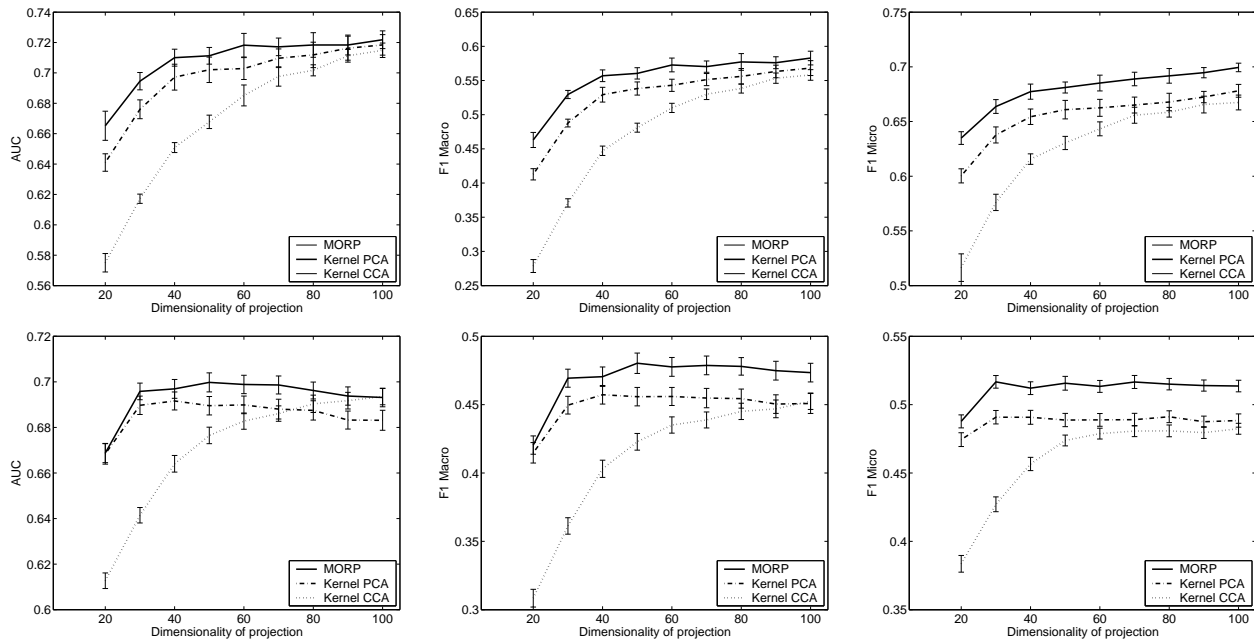 0.74
0.72
0.7
0.68
0.66
0.64
0.62
0.6
0.58
0.56
AUC
20 40 60 80 100
Dimensionality of projection
MORP
Kernel PCA
Kernel CCA
0.65
0.6
0.55
0.5
0.45
0.4
0.35
0.3
0.25
F1 Macro
20 40 60 80 100
Dimensionality of projection
MORP
Kernel PCA
Kernel CCA
0.75
0.7
0.65
0.6
0.55
0.5
F1 Micro
20 40 60 80 100
Dimensionality of projection
MORP
Kernel PCA
Kernel CCA
0.72
0.7
0.68
0.66
0.64
0.62
0.6
AUC
20 40 60 80 100
Dimensionality of projection
MORP
Kernel PCA
Kernel CCA
0.5
0.45
0.4
0.35
0.3
F1 Macro
20 40 60 80 100
Dimensionality of projection
MORP
Kernel PCA
Kernel CCA
0.55
0.5
0.45
0.4
0.35
F1 Micro
20 40 60 80 100
Dimensionality of projection
MORP
Kernel PCA
Kernel CCA